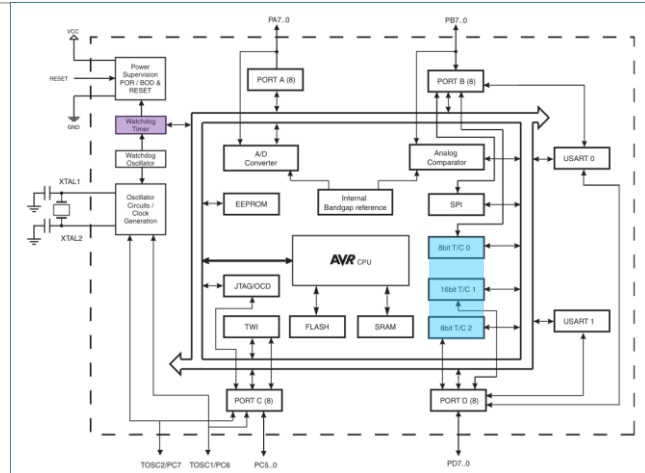 PA7..0
PB7..0
VCC
Power
Supervision
POR / BOD &
RESET
RESET
GND
PORT A (8)
PORT B (8)
Watchdog
Timer
Watchdog
Oscillator
XTAL1
XTAL2
Oscillator
Circuits /
Clock
Generation
A/D
Converter
Analog
Comparator
USART 0
Internal
Bandgap reference
EEPROM
SPI
AVR CPU
8bit T/C 0
16bit T/C 1
8bit T/C 2
JTAG/OCD
TWI
FLASH
SRAM
USART 1
PORT C (8)
PORT D (8)
TOSC2/PC7
TOSC1/PC6
PC5..0
PD7..0